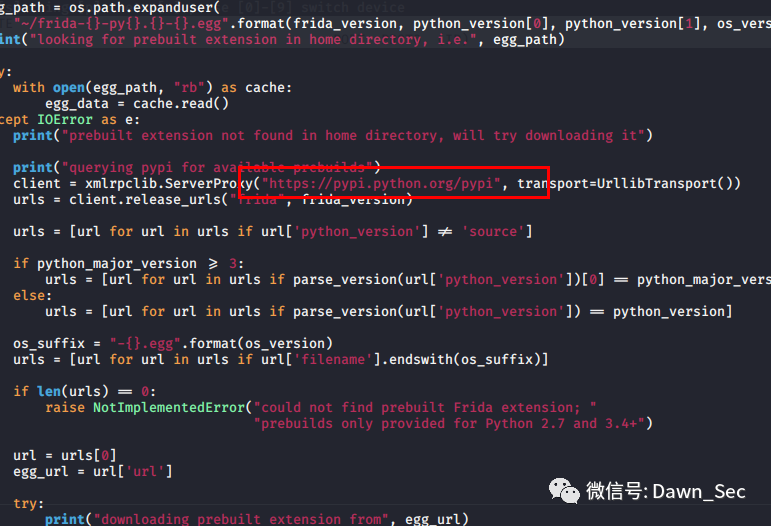 g_path = os.path.expanduser(
"~/frida-{}-py{}.{}-{}.egg".format(frida_version, python_version[0], python_version[1], os_vers
int("looking for prebuilt extension in home directory, i.e.", egg_path)
y:
with open(egg_path, "rb") as cache:
egg_data = cache.read()
cept IOError as e:
print("prebuilt extension not found in home directory, will try downloading it")
print("querying pypi for available prebuilds")
client = xmlrpclib.ServerProxy("https://pypi.python.org/pypi", transport=UrllibTransport())
urls = client.release_urls("frida", frida_version)
urls = [url for url in urls if url['python_version'] ≠ 'source']
if python_major_version ⩾ 3:
urls = [url for url in urls if parse_version(url['python_version'])[0] == python_major_vers
else:
urls = [url for url in urls if parse_version(url['python_version']) == python_version]
os_suffix = "-{}.egg".format(os_version)
urls = [url for url in urls if url['filename'].endswith(os_suffix)]
if len(urls) == 0:
raise NotImplementedError("could not find prebuilt Frida extension; "
"prebuilds only provided for Python 2.7 and 3.4+")
url = urls[0]
egg_url = url['url']
try:
print("downloading prebuilt extension from", egg_url)
微信号: Dawn_Sec